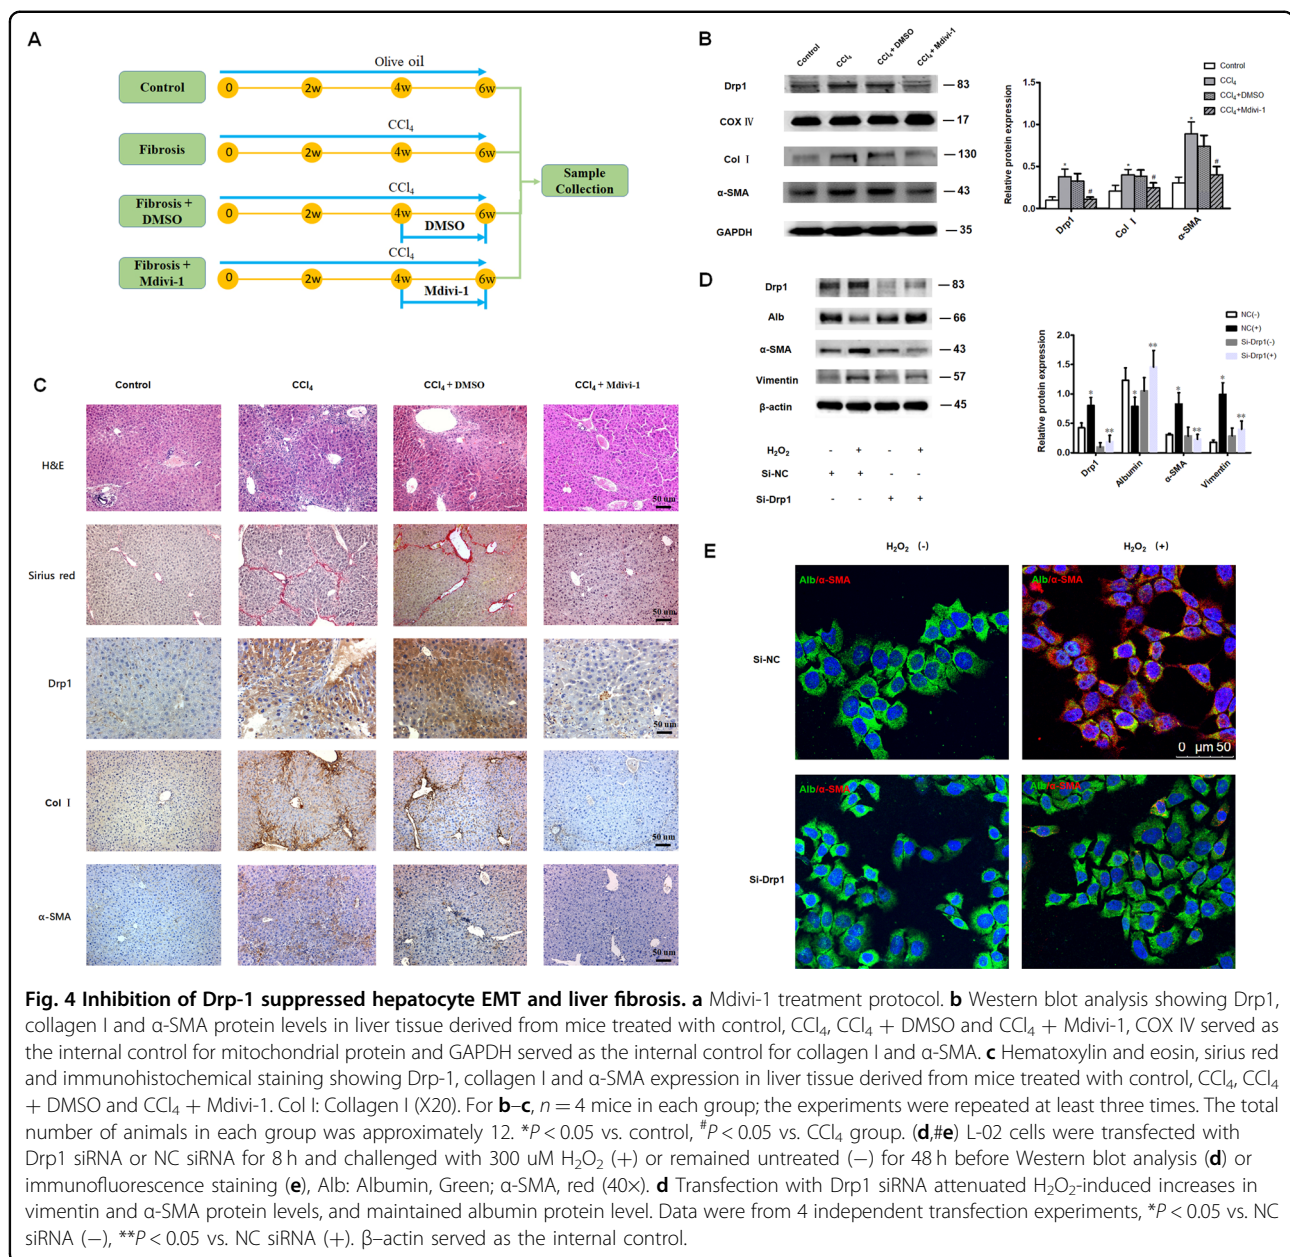 A
Olive oil
Control
0
2w
4w
6w
CCl4
Fibrosis
0
2w
4w
6w
Sample
Collection
CCl4
Fibrosis +
DMSO
0
2w
4w
6w
DMSO
CCl4
Fibrosis +
Mdivi-1
0
2w
4w
6w
Mdivi-1
B
Control
CCl4
CCl4 + DMSO
CCl4 + Mdivi-1
Drp1
83
COX IV
17
Col I
130
α-SMA
43
GAPDH
35
Control
CCl4
CCl4+DMSO
CCl4+Mdivi-1
Relative protein expression
1.5
1.0
0.5
0.0
*
#
*
#
*
#
Drp1
Col I
α-SMA
C
Control
CCl4
CCl4 + DMSO
CCl4 + Mdivi-1
H&E
50 um
Sirius red
50 um
Drp1
50 um
Col I
50 um
α-SMA
50 um
D
Drp1
83
Alb
66
α-SMA
43
Vimentin
57
β-actin
45
H2O2 - + - +
Si-NC + + - -
Si-Drp1 - - + +
NC(-)
NC(+)
Si-Drp1(-)
Si-Drp1(+)
Relative protein expression
2.0
1.5
1.0
0.5
0.0
*
**
*
**
*
**
*
**
Drp1
Albumin
α-SMA
Vimentin
E
H2O2 (-)
H2O2 (+)
Alb/α-SMA
Alb/α-SMA
Si-NC
0 µm 50
Alb/α-SMA
Alb/α-SMA
Si-Drp1
Fig. 4 Inhibition of Drp-1 suppressed hepatocyte EMT and liver fibrosis. a Mdivi-1 treatment protocol. b Western blot analysis showing Drp1,
collagen I and α-SMA protein levels in liver tissue derived from mice treated with control, CCl4, CCl4 + DMSO and CCl4 + Mdivi-1, COX IV served as
the internal control for mitochondrial protein and GAPDH served as the internal control for collagen I and α-SMA. c Hematoxylin and eosin, sirius red
and immunohistochemical staining showing Drp-1, collagen I and α-SMA expression in liver tissue derived from mice treated with control, CCl4, CCl4
+ DMSO and CCl4 + Mdivi-1. Col I: Collagen I (X20). For b–c, n = 4 mice in each group; the experiments were repeated at least three times. The total
number of animals in each group was approximately 12. *P < 0.05 vs. control, #P < 0.05 vs. CCl4 group. (d,#e) L-02 cells were transfected with
Drp1 siRNA or NC siRNA for 8 h and challenged with 300 uM H2O2 (+) or remained untreated (−) for 48 h before Western blot analysis (d) or
immunofluorescence staining (e), Alb: Albumin, Green; α-SMA, red (40×). d Transfection with Drp1 siRNA attenuated H2O2-induced increases in
vimentin and α-SMA protein levels, and maintained albumin protein level. Data were from 4 independent transfection experiments, *P < 0.05 vs. NC
siRNA (−), **P < 0.05 vs. NC siRNA (+). β–actin served as the internal control.